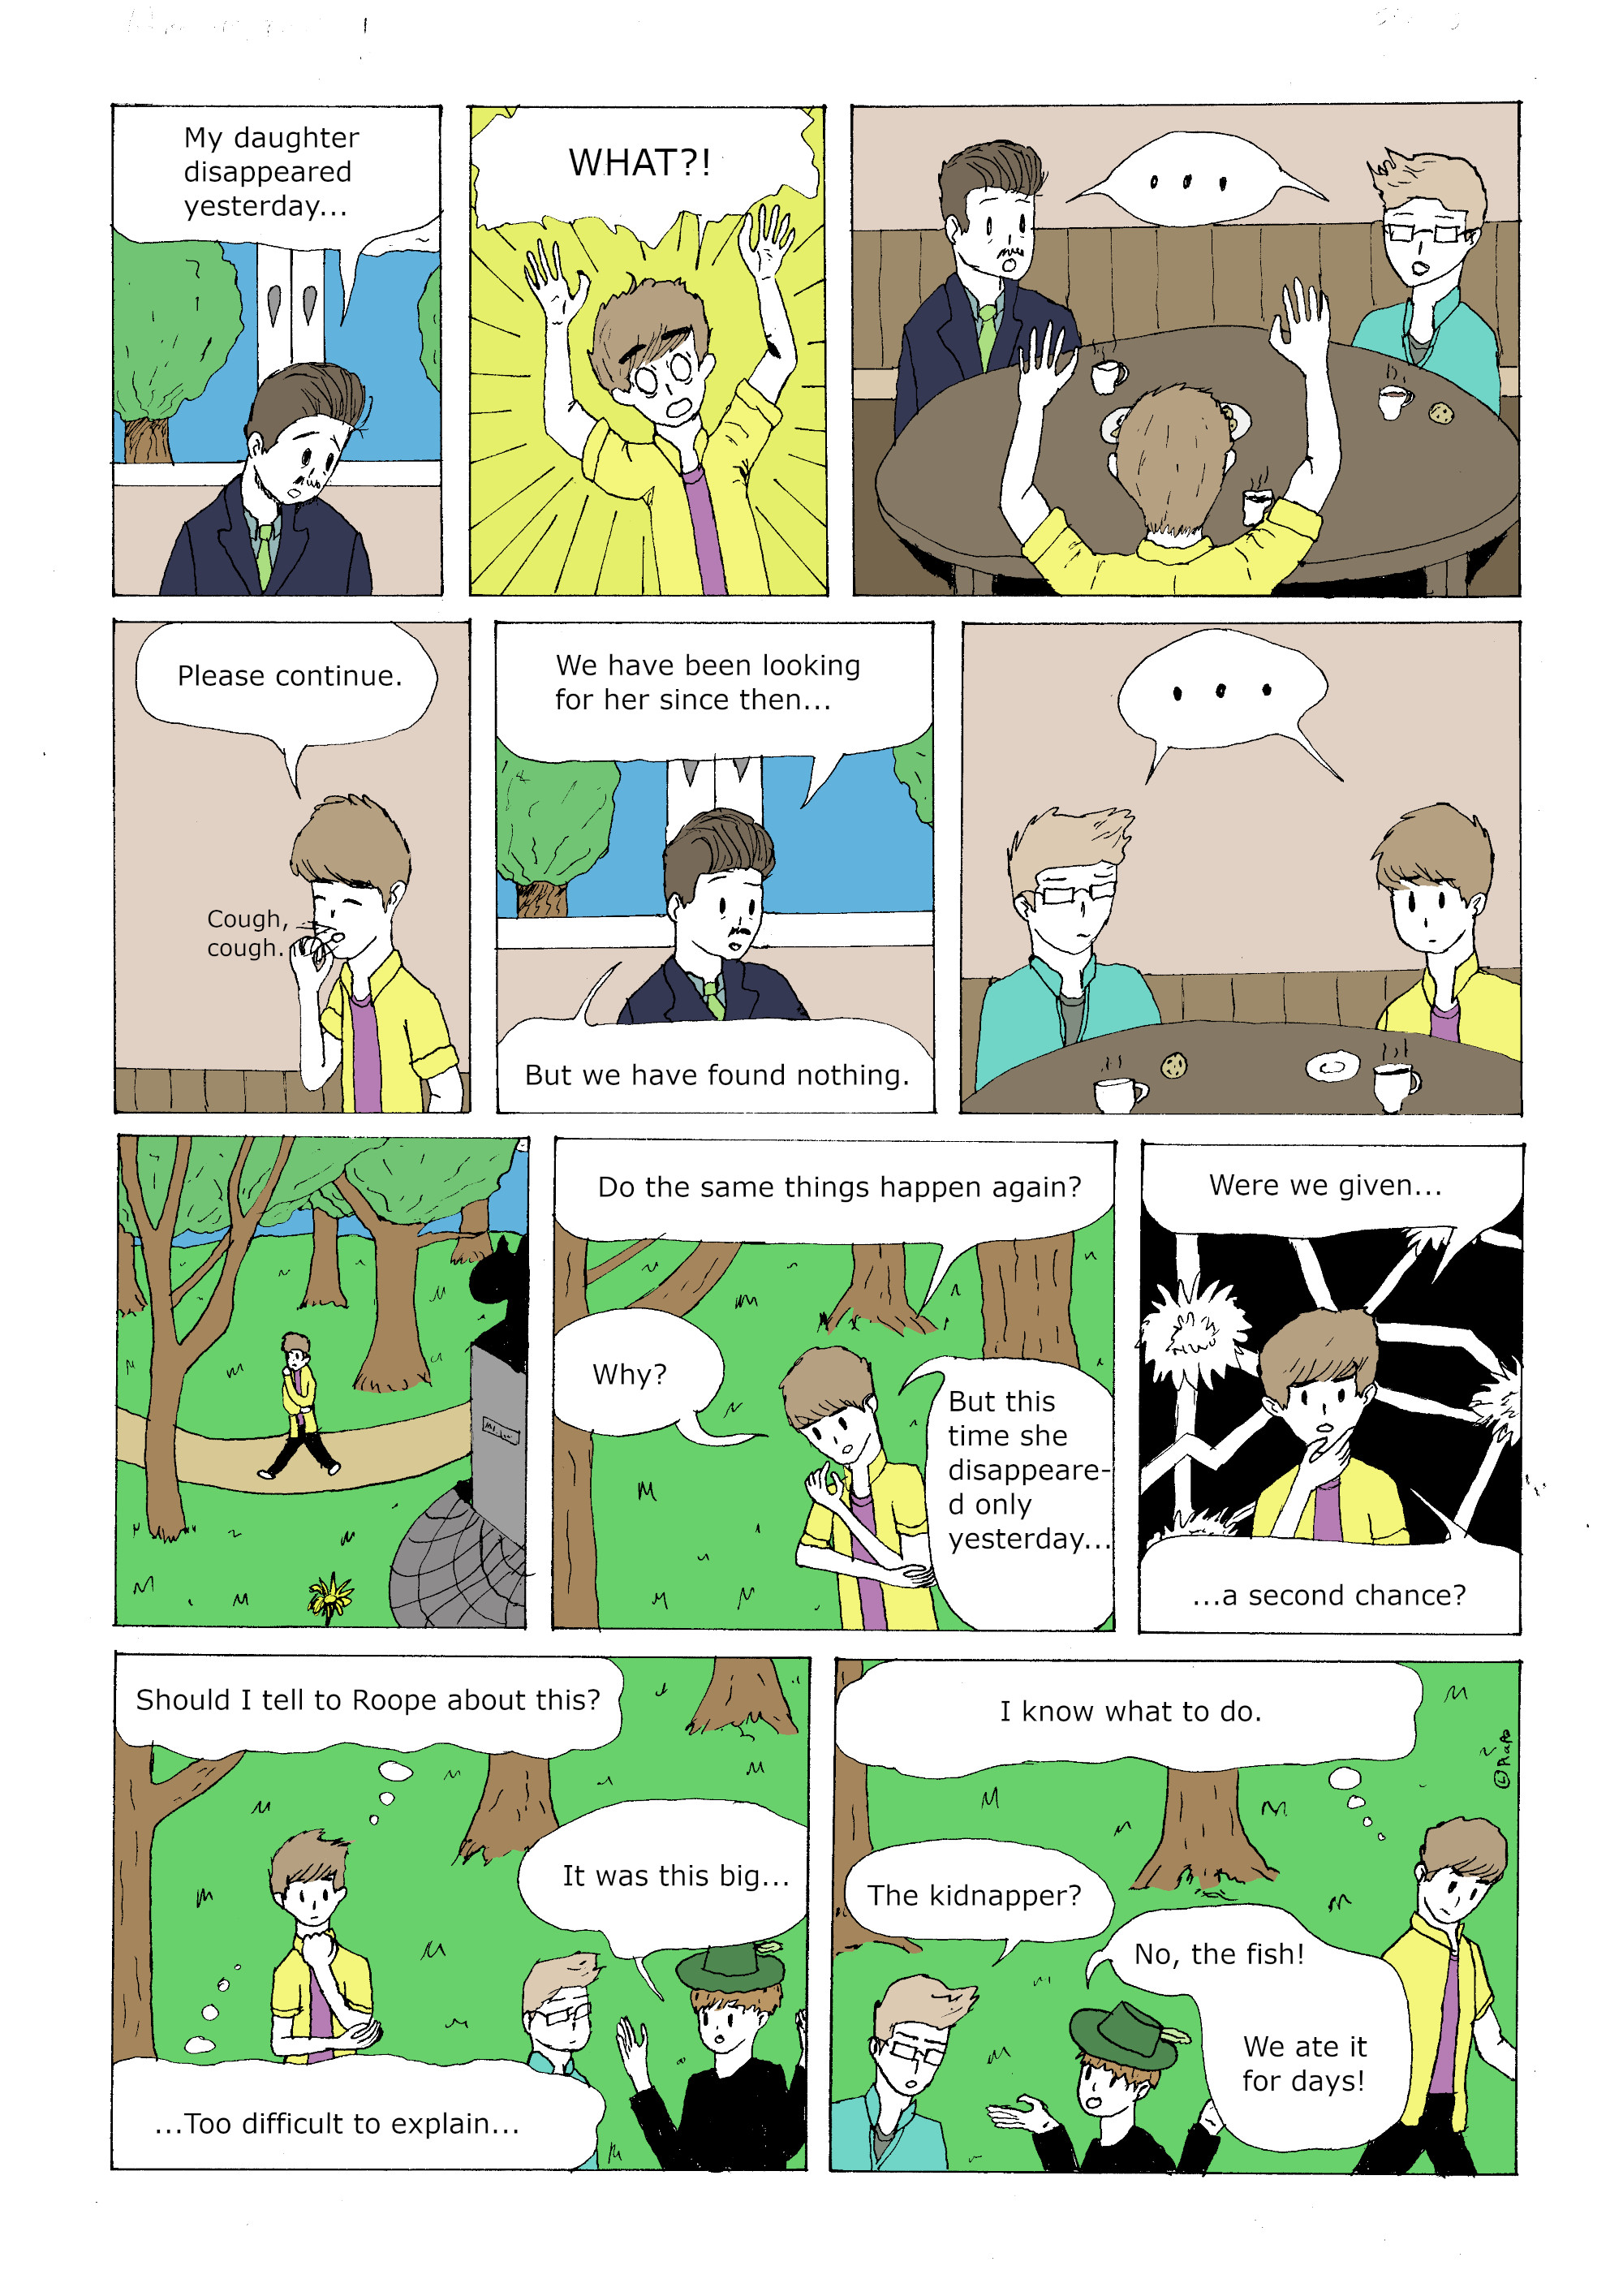 My daughter
disappeared
yesterday...
WHAT?!
...
Please continue.
Cough,
cough.
We have been looking
for her since then...
But we have found nothing.
...
Do the same things happen again?
Why?
But this
time she
disappeare-
d only
yesterday...
Were we given...
...a second chance?
Should I tell to Roope about this?
It was this big...
...Too difficult to explain...
I know what to do.
The kidnapper?
No, the fish!
We ate it
for days!